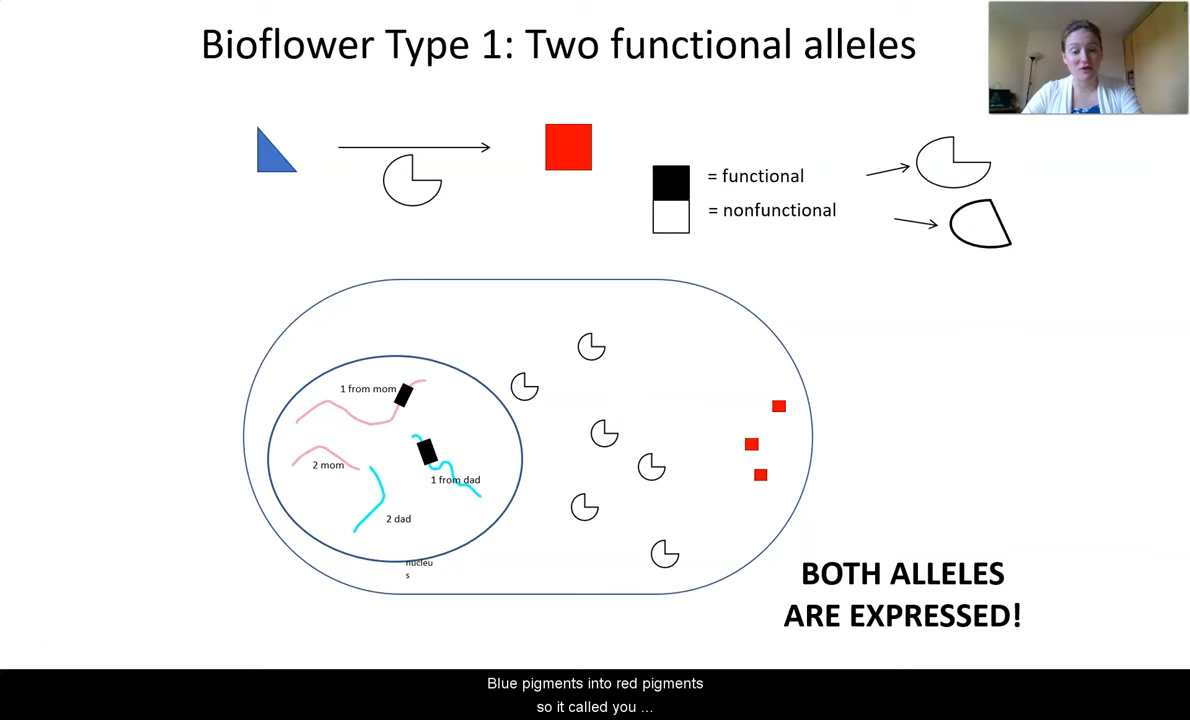 Bioflower Type 1: Two functional alleles
= functional
= nonfunctional
1 from mom
2 mom
1 from dad
2 dad
nucleu
s
BOTH ALLELES
ARE EXPRESSED!
Blue pigments into red pigments
so it called you ...